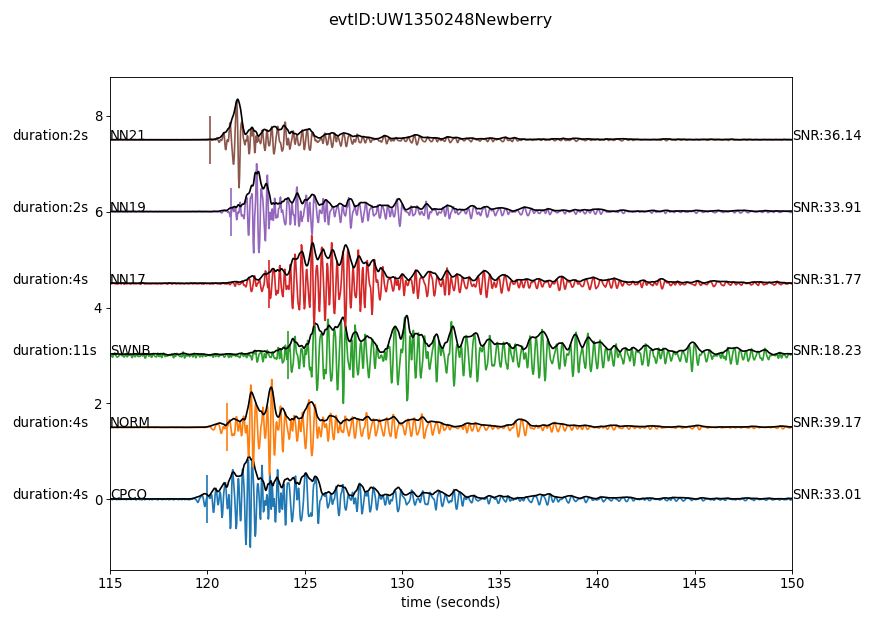 evtID:UW1350248Newberry
8
duration:2s NN21 SNR:36.14
duration:2s NN19 SNR:33.91
6
duration:4s NN17 SNR:31.77
4
duration:11s SWNB SNR:18.23
2
duration:4s NORM SNR:39.17
duration:4s CPCO SNR:33.01
0
115 120 125 130 135 140 145 150
time (seconds)